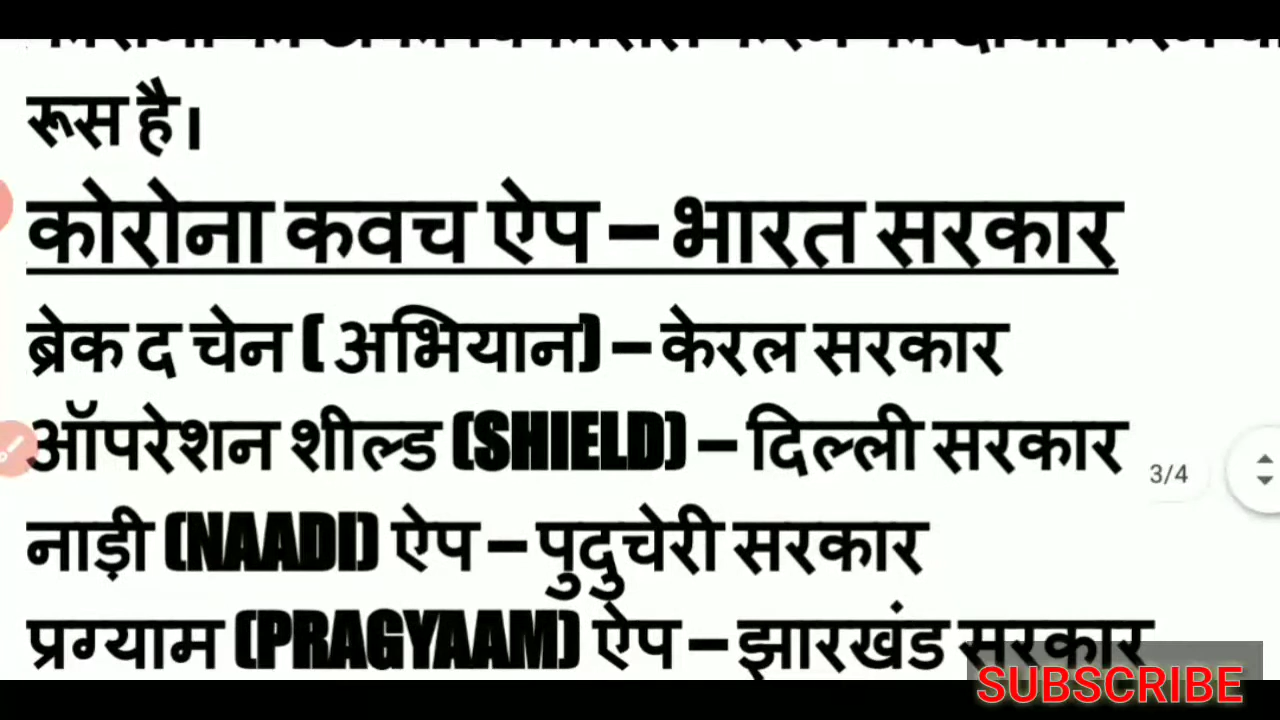 रूस है।
कोरोना कवच ऐप – भारत सरकार
ब्रेक द चेन ( अभियान) – केरल सरकार
ऑपरेशन शील्ड (SHIELD) – दिल्ली सरकार
3/4
नाड़ी (NAADI) ऐप – पुदुचेरी सरकार
प्रग्याम (PRAGYAAM) ऐप – झारखंड सरकार
SUBSCRIBE